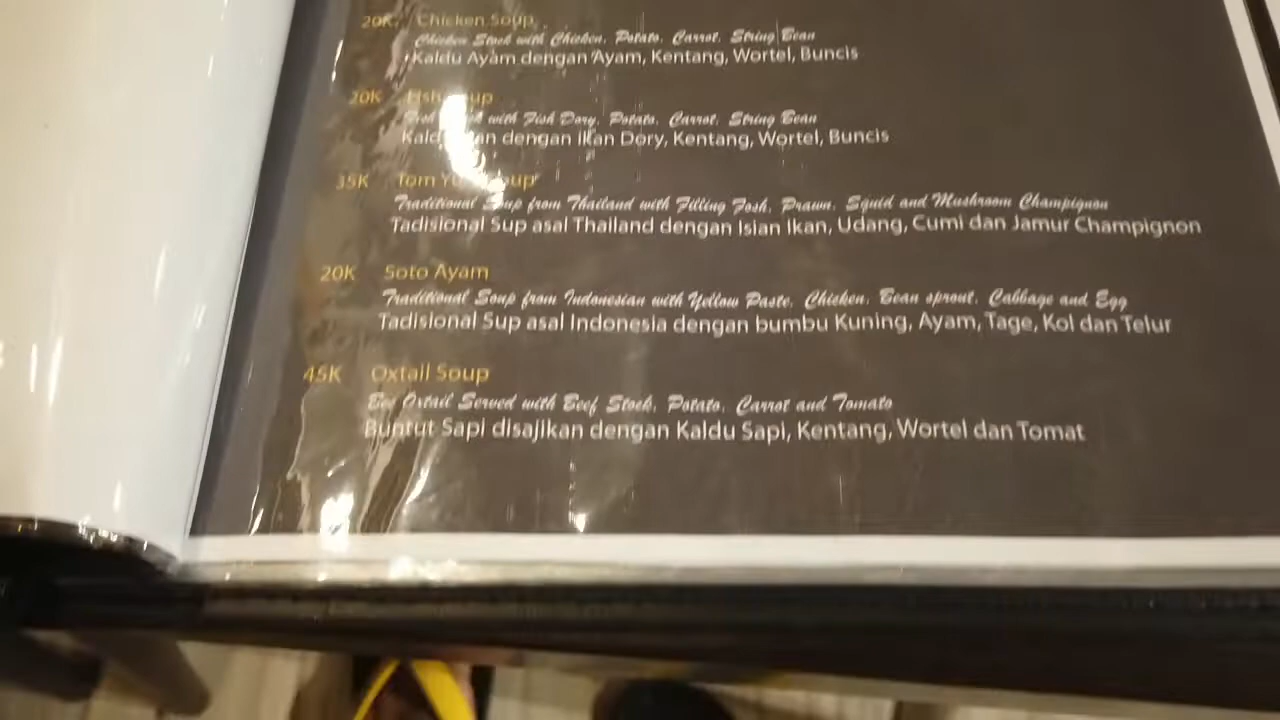 20K Chicken Soup
Chicken Stock with Chicken, Potato, Carrot, String Bean
Kaldu Ayam dengan Ayam, Kentang, Wortel, Buncis
20K Fish Soup
Fish with Fish Dory, Potato, Carrot, String Bean
dengan Ikan Dory, Kentang, Wortel, Buncis
35K Tom Soup
Traditional Soup from Thailand with Filling Fosh, Prawn, Squid and Mushroom Champignon
Tadisional Sup asal Thailand dengan Isian Ikan, Udang, Cumi dan Jamur Champignon
20K Soto Ayam
Traditional Soup from Indonesian with Yellow Paste, Chicken, Bean sprout, Cabbage and Egg
Tadisional Sup asal Indonesia dengan bumbu Kuning, Ayam, Tage, Kol dan Telur
45K Oxtail Soup
Oxtail Served with Beef Stock, Potato, Carrot and Tomato
Buntut Sapi disajikan dengan Kaldu Sapi, Kentang, Wortel dan Tomat